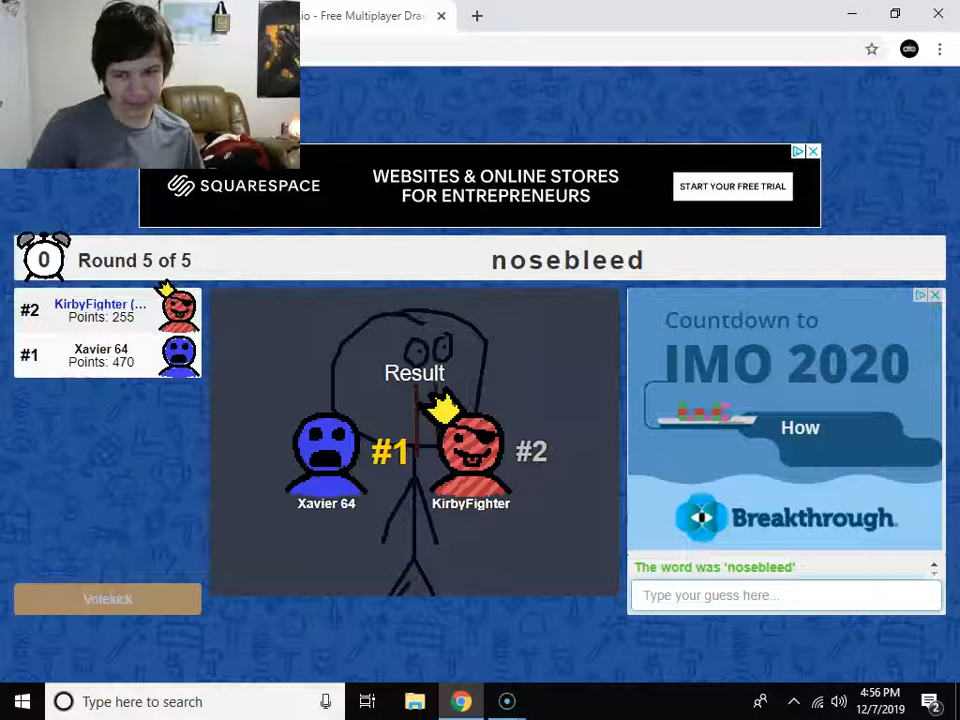 io - Free Multiplayer Drav
SQUARESPACE
WEBSITES & ONLINE STORES
FOR ENTREPRENEURS
START YOUR FREE TRIAL
0
Round 5 of 5
nosebleed
#2
KirbyFighter (...
Points: 255
#1
Xavier 64
Points: 470
Result
#1
#2
Xavier 64
KirbyFighter
Countdown to
IMO 2020
How
Breakthrough.
The word was 'nosebleed'
Type your guess here...
Votekick
Type here to search
4:56 PM
12/7/2019
2